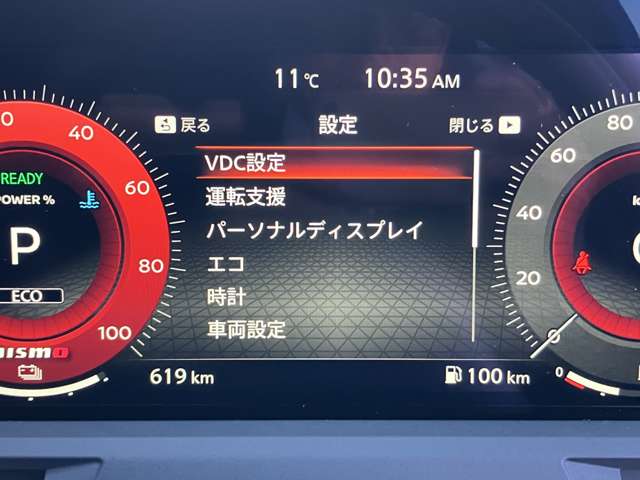 11℃ 10:35 AM
戻る 設定 閉じる
VDC設定
運転支援
パーソナルディスプレイ
エコ
時計
車両設定
619 km 100 km
0 40 60 80 100
READY
POWER %
P
ECO
nismo
80 60 40 20 0
0